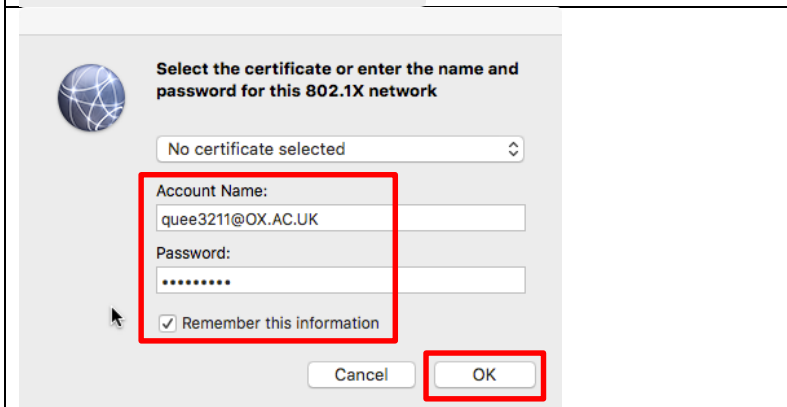 Select the certificate or enter the name and
password for this 802.1X network
No certificate selected
Account Name:
quee3211@OX.AC.UK
Password:
•••••••••
Remember this information
Cancel
OK